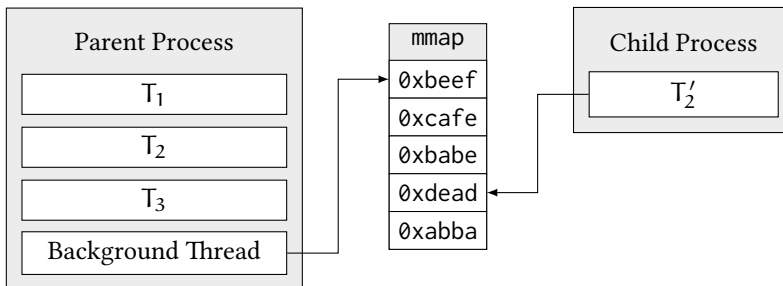 Parent Process
T₁
T₂
T₃
Background Thread
mmap
0xbeef
0xcafe
0xbabe
0xdead
0xabba
Child Process
T₂′